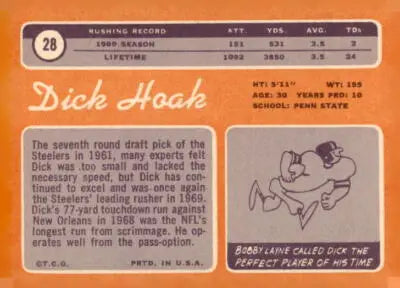 28
RUSHING RECORD ATT. YDS. AVG. TDs
1969 SEASON 151 531 3.5 2
LIFETIME 1092 3850 3.5 24
Dick Hoak
HT: 5'11" WT: 195
AGE: 30 YEARS PRO: 10
SCHOOL: PENN STATE
The seventh round draft pick of the
Steelers in 1961, many experts felt
Dick was too small and lacked the
necessary speed, but Dick has con-
tinued to excel and was once again
the Steelers' leading rusher in 1969.
Dick's 77-yard touchdown run against
New Orleans in 1968 was the NFL's
longest run from scrimmage. He op-
erates well from the pass-option.
©T.C.G. PRTD. IN U.S.A.
BOBBY LAYNE CALLED DICK THE
PERFECT PLAYER OF HIS TIME